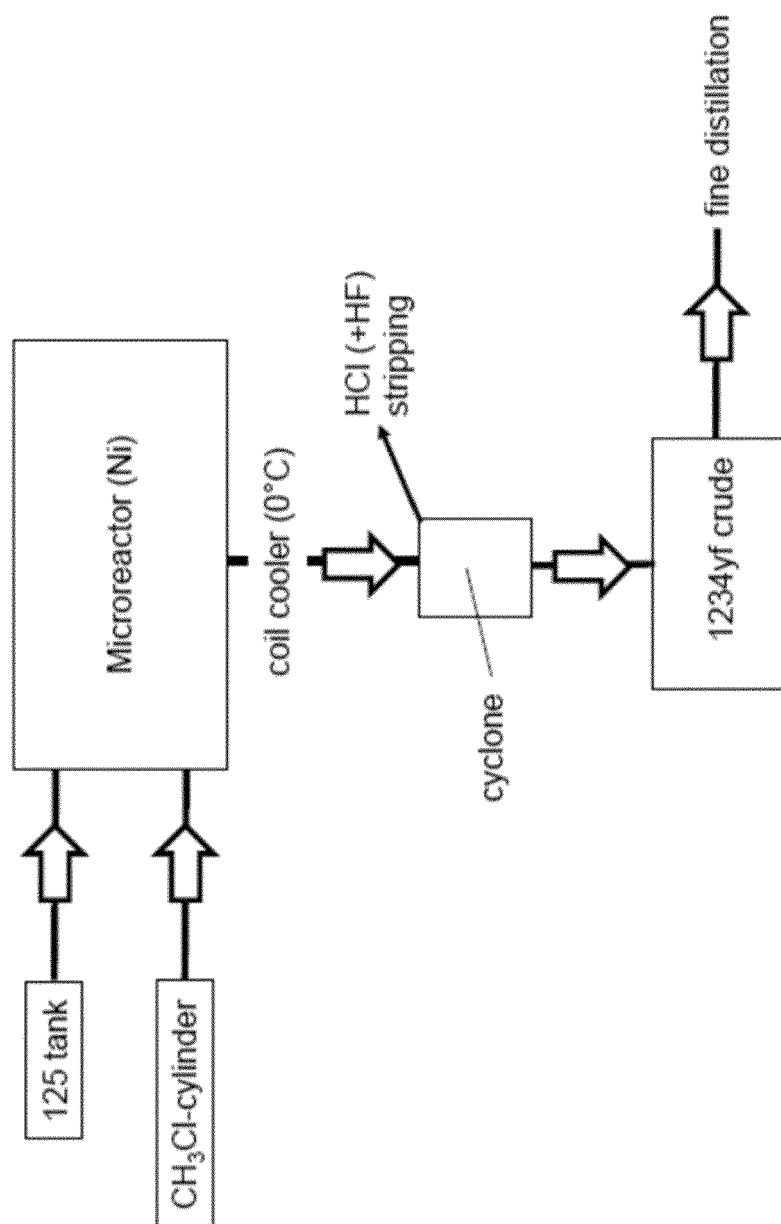 125 tank
CH₃Cl-cylinder
Microreactor (Ni)
coil cooler (0°C)
HCl (+HF)
stripping
cyclone
1234yf crude
fine distillation